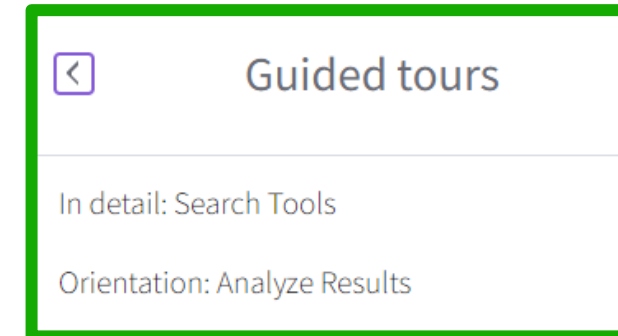 Guided tours
In detail: Search Tools
Orientation: Analyze Results